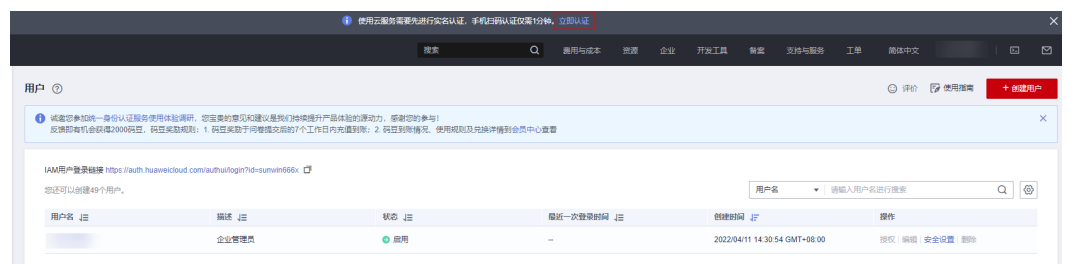 使用云服务需要先进行实名认证，手机扫码认证仅需1分钟。立即认证
搜索 费用与成本 资源 企业 开发工具 备案 支持与服务 工单 简体中文
用户 评价 使用指南 + 创建用户
诚邀您参加统一身份认证服务使用体验调研，您宝贵的意见和建议是我们持续提升产品体验的源动力，感谢您的参与！
反馈即有机会获得2000码豆，码豆奖励规则：1. 码豆奖励于问卷提交后的7个工作日内充值到账；2. 码豆到账情况、使用规则及兑换详情到会员中心查看
IAM用户登录链接 https://auth.huaweicloud.com/authui/login?id=sunwin666x
您还可以创建49个用户。
用户名 请输入用户名进行搜索
用户名 描述 状态 最近一次登录时间 创建时间 操作
企业管理员 启用 -- 2022/04/11 14:30:54 GMT+08:00 授权 | 编辑 | 安全设置 | 删除